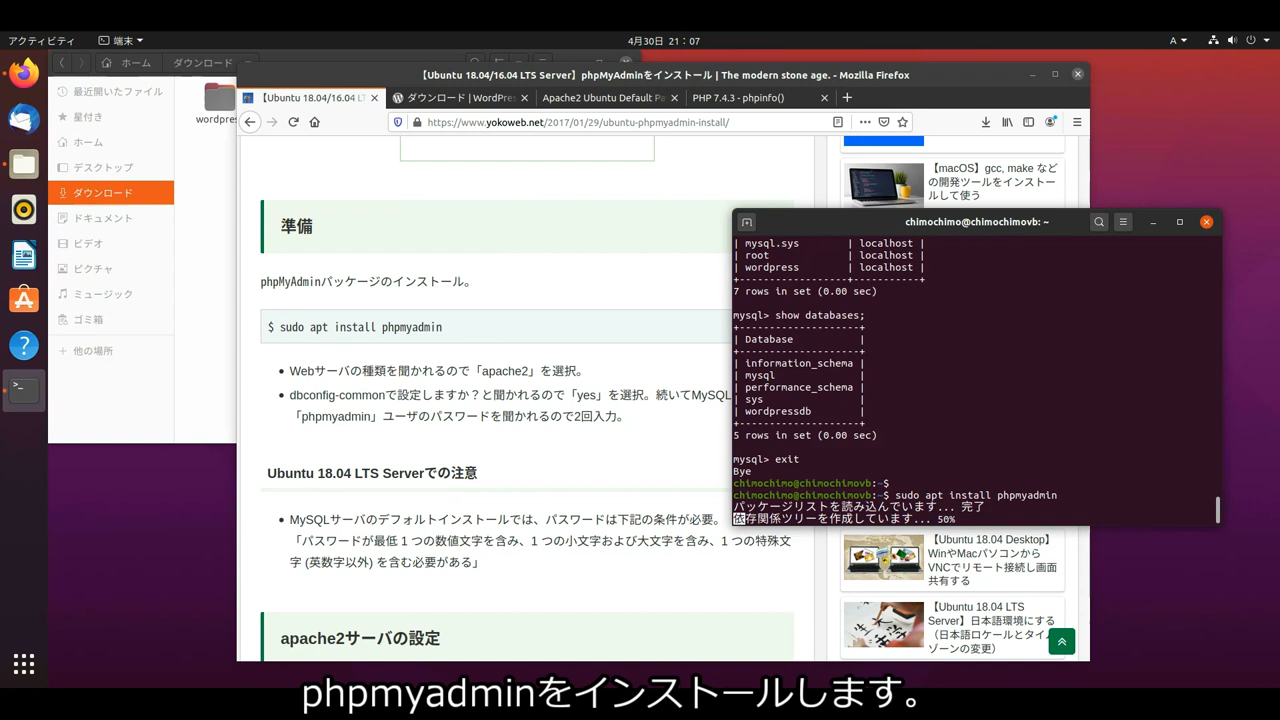 アクティビティ
端末
4月30日 21：07
A
ホーム
ダウンロード
最近開いたファイル
星付き
ホーム
デスクトップ
ダウンロード
ドキュメント
ビデオ
ピクチャ
ミュージック
ゴミ箱
他の場所
wordpres
【Ubuntu 18.04/16.04 LTS Server】phpMyAdminをインストール | The modern stone age. - Mozilla Firefox
【Ubuntu 18.04/16.04 L
ダウンロード | WordPres
Apache2 Ubuntu Default Pa
PHP 7.4.3 - phpinfo()
https://www.yokoweb.net/2017/01/29/ubuntu-phpmyadmin-install/
準備
phpMyAdminパッケージのインストール。
$ sudo apt install phpmyadmin
Webサーバの種類を聞かれるので「apache2」を選択。
dbconfig-commonで設定しますか？と聞かれるので「yes」を選択。続いてMySQL
「phpmyadmin」ユーザのパスワードを聞かれるので2回入力。
Ubuntu 18.04 LTS Serverでの注意
MySQLサーバのデフォルトインストールでは、パスワードは下記の条件が必要。
「パスワードが最低 1 つの数値文字を含み、1 つの小文字および大文字を含み、1 つの特殊文
字 (英数字以外) を含む必要がある」
apache2サーバの設定
【macOS】gcc, make など
の開発ツールをインストー
ルして使う
chimochimo@chimochimovb: ~
| mysql.sys | localhost |
| root | localhost |
| wordpress | localhost |
+------------------+-----------+
7 rows in set (0.00 sec)
mysql> show databases;
+--------------------+
| Database |
+--------------------+
| information_schema |
| mysql |
| performance_schema |
| sys |
| wordpressdb |
+--------------------+
5 rows in set (0.00 sec)
mysql> exit
Bye
chimochimo@chimochimovb:~$
chimochimo@chimochimovb:~$ sudo apt install phpmyadmin
パッケージリストを読み込んでいます... 完了
依存関係ツリーを作成しています... 50%
【Ubuntu 18.04 Desktop】
WinやMacパソコンから
VNCでリモート接続し画面
共有する
【Ubuntu 18.04 LTS
Server】日本語環境にする
（日本語ロケールとタイム
ゾーンの変更）
phpmyadminをインストールします。